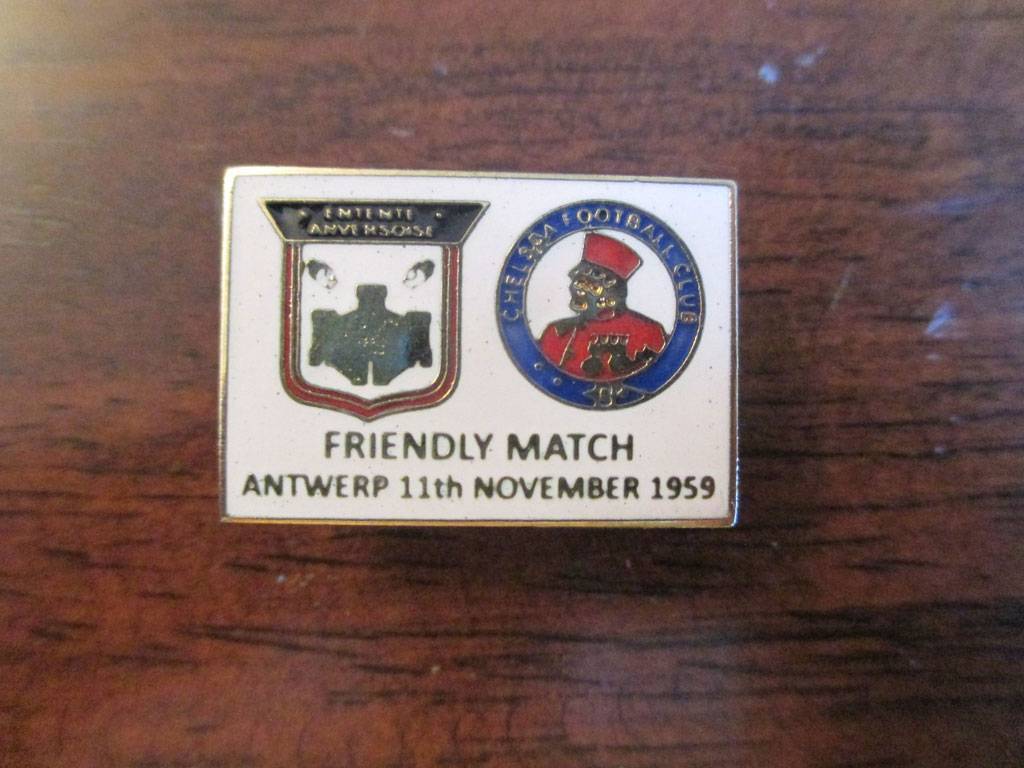 ENTENTE
ANVERSOISE
CHELSEA FOOTBALL CLUB
FRIENDLY MATCH
ANTWERP 11th NOVEMBER 1959